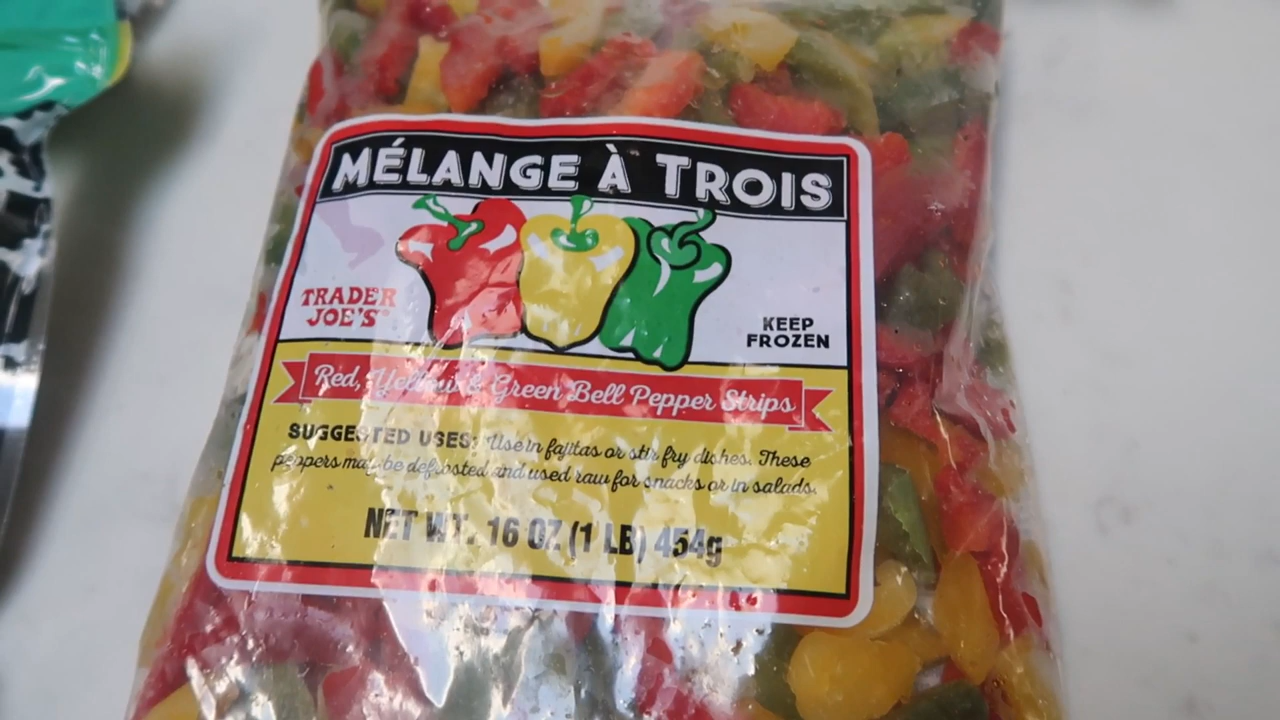 MÉLANGE À TROIS
TRADER
JOE'S
KEEP
FROZEN
Red, Yellow & Green Bell Pepper Strips
SUGGESTED USES: Use in fajitas or stir fry dishes. These
peppers may be defrosted and used raw for snacks or in salads.
NET WT. 16 OZ (1 LB) 454g